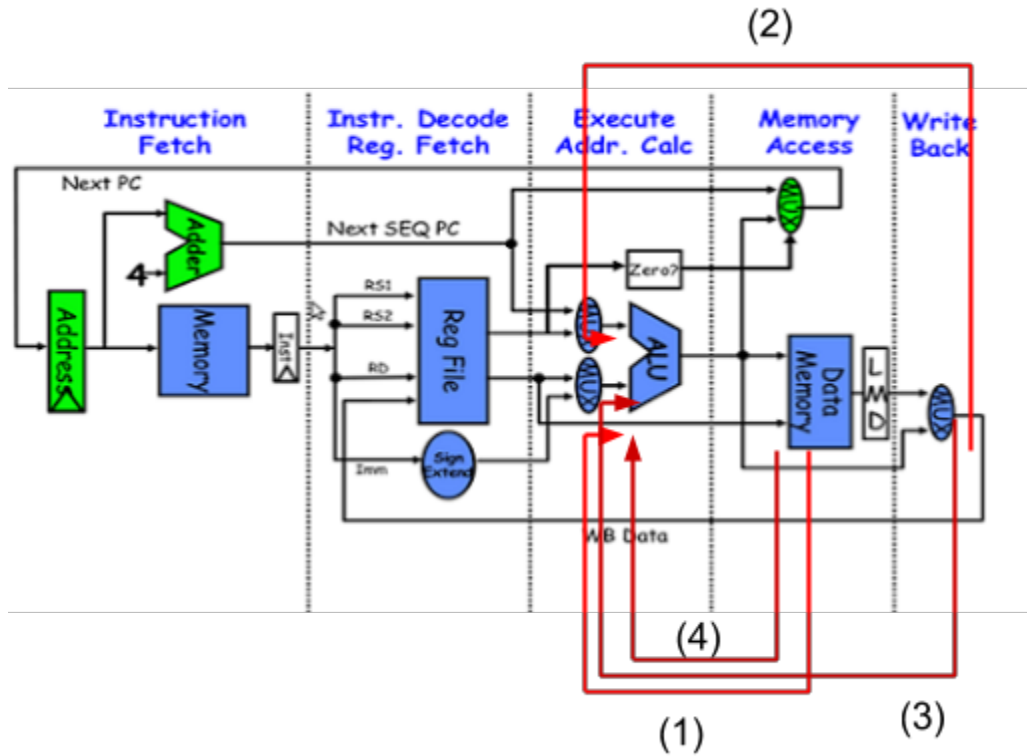 (2)
Instruction
Fetch
Instr. Decode
Reg. Fetch
Execute
Addr. Calc
Memory
Access
Write
Back
Next PC
Next SEQ PC
Adder
4
MUX
Zero?
RS1
RS2
RD
Address
Memory
Inst
Reg File
MUX
ALU
Data
Memory
L
M
D
MUX
Imm
Sign
Extend
WB Data
(4)
(3)
(1)